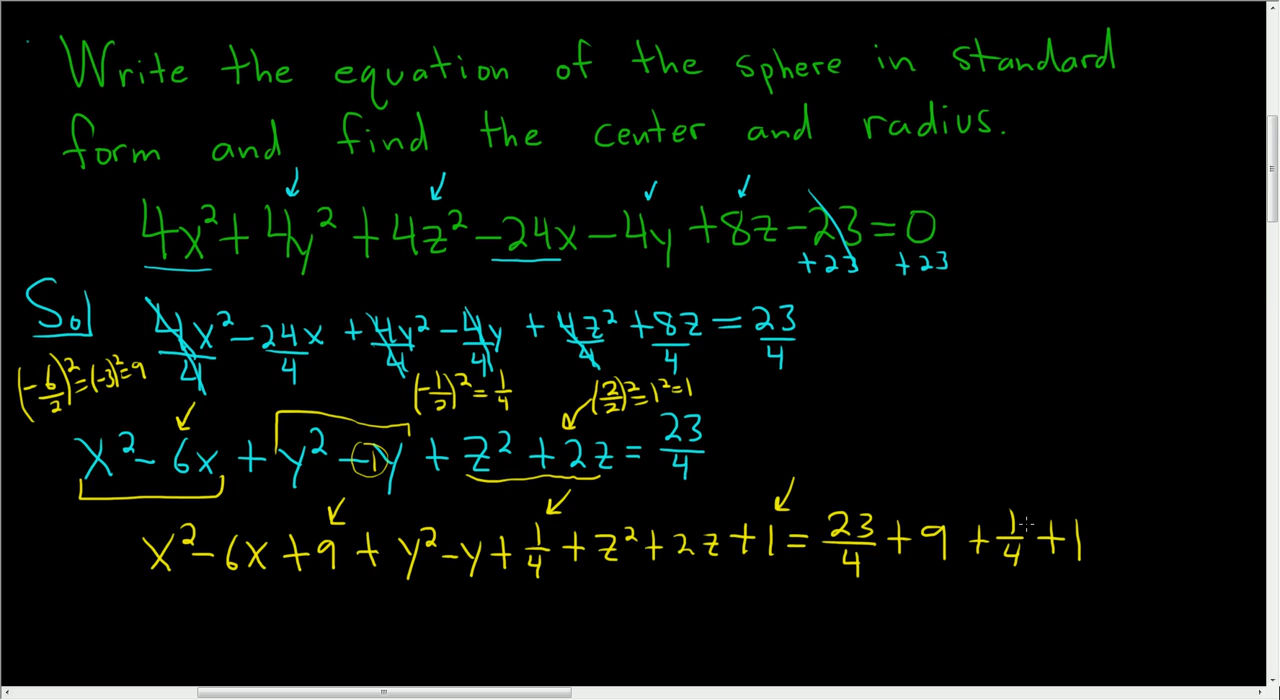 Write the equation of the sphere in standard
form and find the center and radius.
4x² + 4y² + 4z² - 24x - 4y + 8z - 23 = 0
+23 +23
Sol 4x²/4 - 24x/4 + 4y²/4 - 4y/4 + 4z²/4 + 8z/4 = 23/4
(-6/2)² = (-3)² = 9 (-1/2)² = 1/4 (2/2)² = 1² = 1
x² - 6x + y² - 1y + z² + 2z = 23/4
x² - 6x + 9 + y² - y + 1/4 + z² + 2z + 1 = 23/4 + 9 + 1/4 + 1